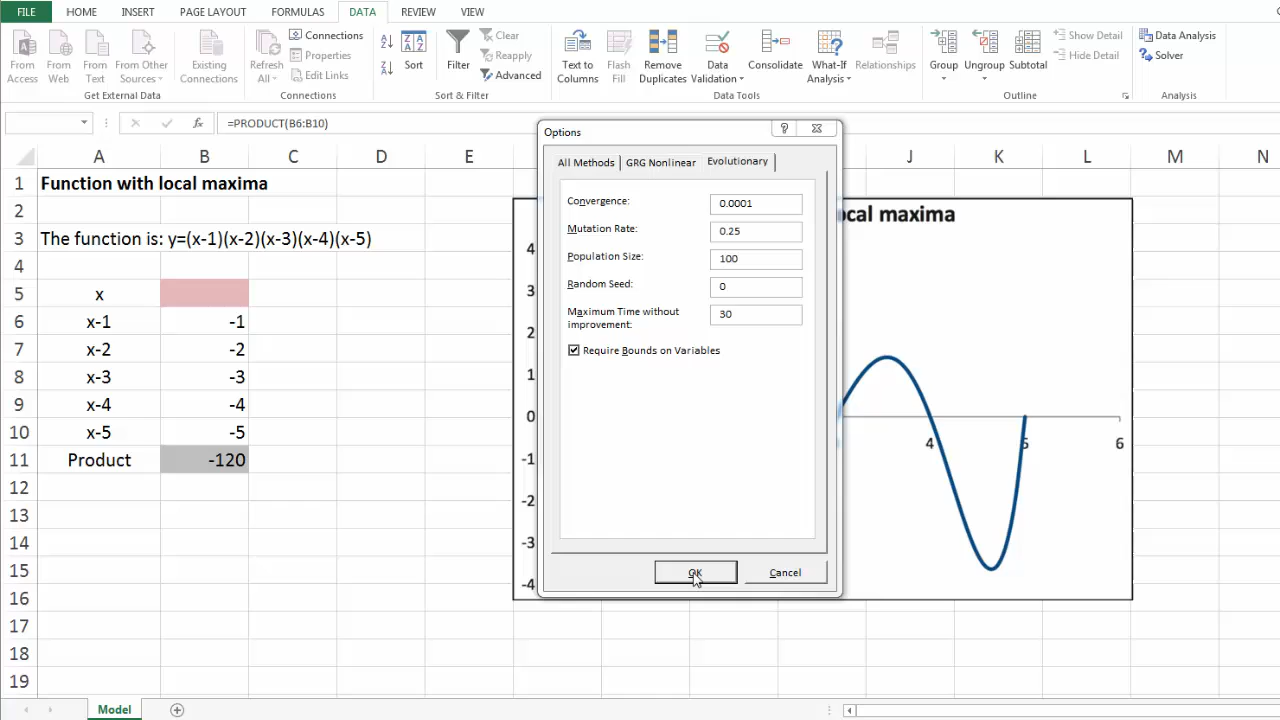 FILE HOME INSERT PAGE LAYOUT FORMULAS DATA REVIEW VIEW
From Access
From Web
From Text
From Other Sources
Existing Connections
Get External Data
Refresh All
Connections
Properties
Edit Links
Connections
Sort
Filter
Clear
Reapply
Advanced
Sort & Filter
Text to Columns
Flash Fill
Remove Duplicates
Data Validation
Consolidate
What-If Analysis
Relationships
Data Tools
Group
Ungroup
Subtotal
Show Detail
Hide Detail
Outline
Data Analysis
Solver
Analysis
fx =PRODUCT(B6:B10)
A B C D E J K L M N
1 Function with local maxima
2
3 The function is: y=(x-1)(x-2)(x-3)(x-4)(x-5)
4
5 x
6 x-1 -1
7 x-2 -2
8 x-3 -3
9 x-4 -4
10 x-5 -5
11 Product -120
12
13
14
15
16
17
18
19
ocal maxima
4
3
2
1
0
-1
-2
-3
-4
4 5 6
Options
All Methods GRG Nonlinear Evolutionary
Convergence: 0.0001
Mutation Rate: 0.25
Population Size: 100
Random Seed: 0
Maximum Time without improvement: 30
Require Bounds on Variables
OK Cancel
Model